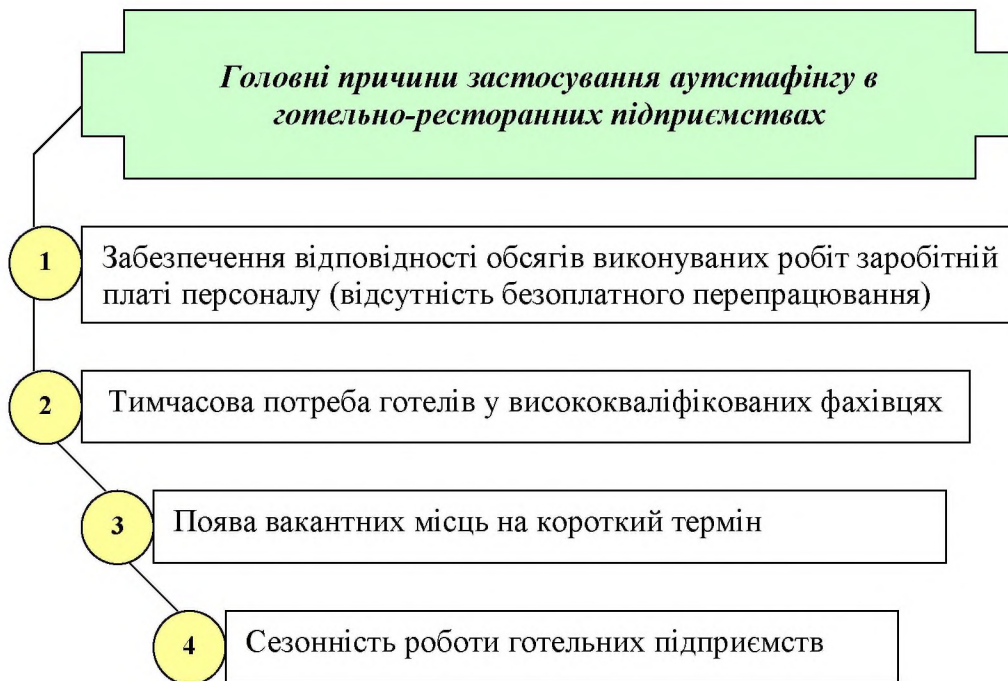 Головні причини застосування аутстафінгу в
готельно-ресторанних підприємствах
1
Забезпечення відповідності обсягів виконуваних робіт заробітній
платі персоналу (відсутність безоплатного перепрацювання)
2
Тимчасова потреба готелів у висококваліфікованих фахівцях
3
Поява вакантних місць на короткий термін
4
Сезонність роботи готельних підприємств